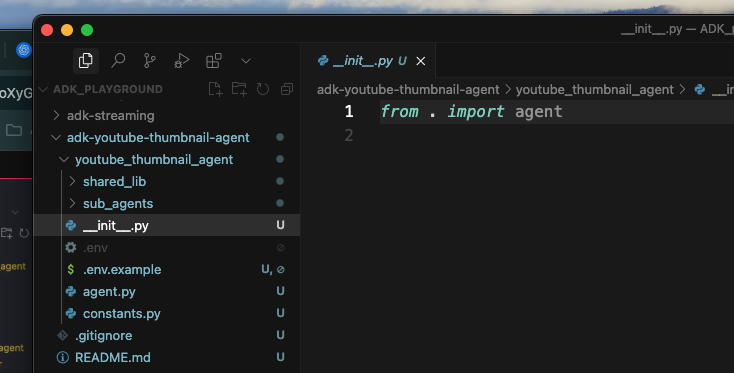 __init__.py — ADK_
oXyG
__init__.py U
ADK_PLAYGROUND
adk-youtube-thumbnail-agent > youtube_thumbnail_agent >
adk-streaming
1 from . import agent
adk-youtube-thumbnail-agent
2
youtube_thumbnail_agent
shared_lib
sub_agents
__init__.py U
.env
$ .env.example U,
agent
agent.py U
constants.py U
.gitignore U
agent
README.md U